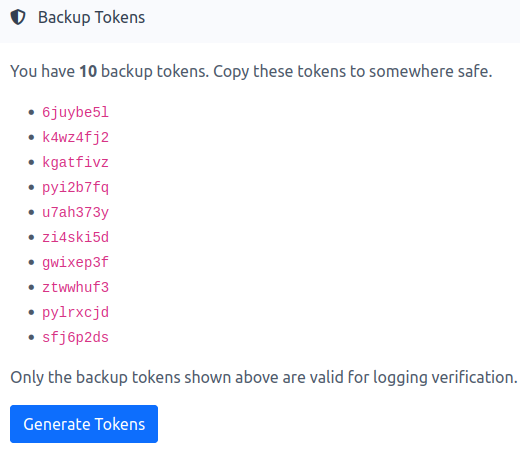 Backup Tokens
You have 10 backup tokens. Copy these tokens to somewhere safe.
6juybe5l
k4wz4fj2
kgatfivz
pyi2b7fq
u7ah373y
zi4ski5d
gwixep3f
ztwwhuf3
pylrxcjd
sfj6p2ds
Only the backup tokens shown above are valid for logging verification.
Generate Tokens